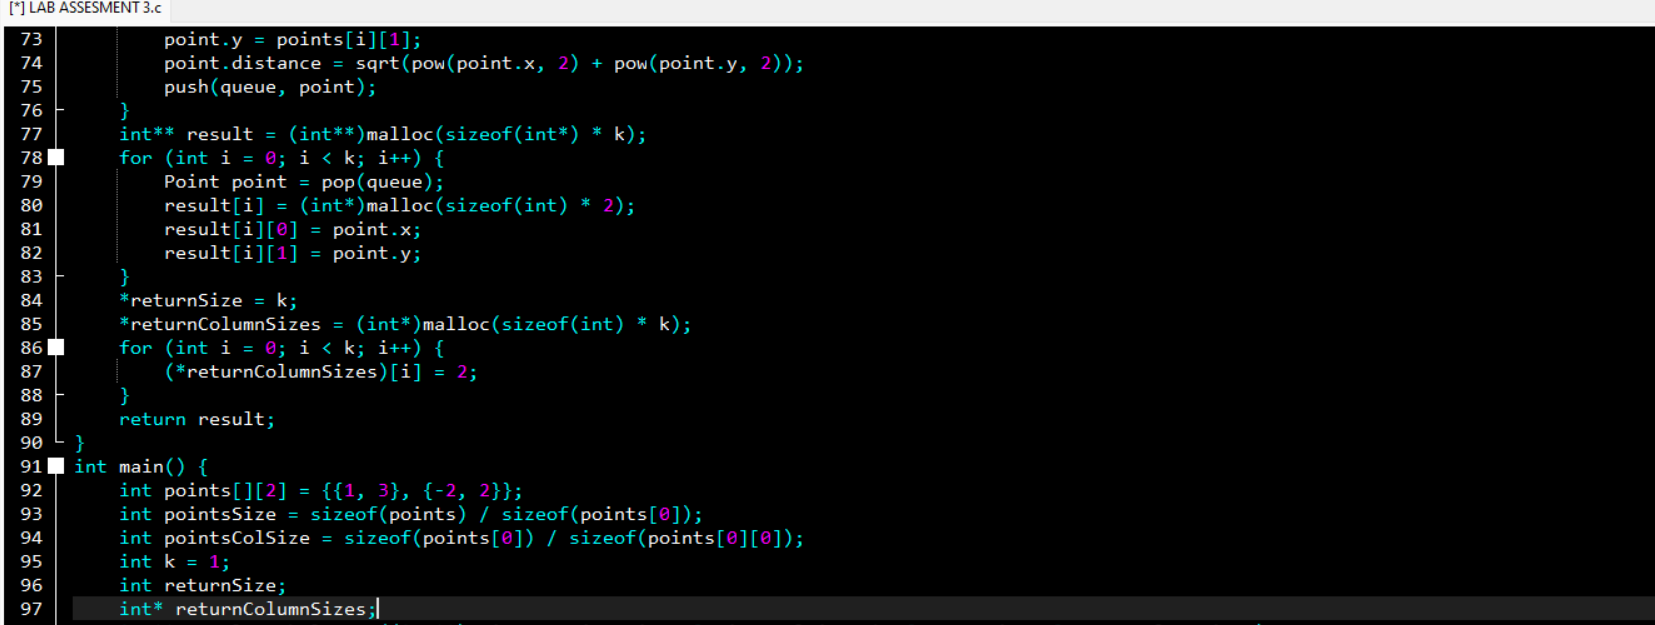 [*] LAB ASSESMENT 3.c
73 point.y = points[i][1];
74 point.distance = sqrt(pow(point.x, 2) + pow(point.y, 2));
75 push(queue, point);
76 }
77 int** result = (int**)malloc(sizeof(int*) * k);
78 for (int i = 0; i < k; i++) {
79 Point point = pop(queue);
80 result[i] = (int*)malloc(sizeof(int) * 2);
81 result[i][0] = point.x;
82 result[i][1] = point.y;
83 }
84 *returnSize = k;
85 *returnColumnSizes = (int*)malloc(sizeof(int) * k);
86 for (int i = 0; i < k; i++) {
87 (*returnColumnSizes)[i] = 2;
88 }
89 return result;
90 }
91 int main() {
92 int points[][2] = {{1, 3}, {-2, 2}};
93 int pointsSize = sizeof(points) / sizeof(points[0]);
94 int pointsColSize = sizeof(points[0]) / sizeof(points[0][0]);
95 int k = 1;
96 int returnSize;
97 int* returnColumnSizes;